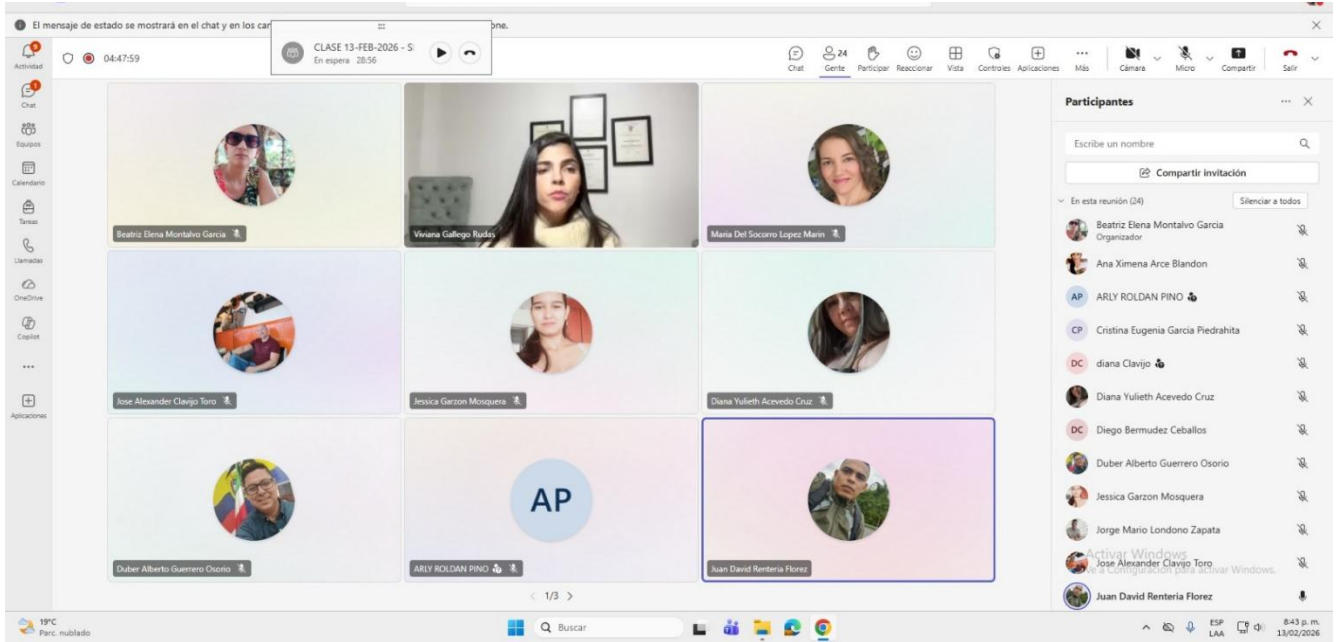 El mensaje de estado se mostrará en el chat y en los car
one.
CLASE 13-FEB-2026 - S
En espera 28:56
04:47:59
9
Actividad
1
Chat
Equipos
Calendario
Tareas
Llamadas
OneDrive
Copilot
Aplicaciones
Chat
24
Gente
Participar
Reaccionar
Vista
Controles
Aplicaciones
Más
Cámara
Micro
Compartir
Salir
Beatriz Elena Montalvo Garcia
Viviana Gallego Rudas
Maria Del Socorro Lopez Marin
Jose Alexander Clavijo Toro
Jessica Garzon Mosquera
Diana Yulieth Acevedo Cruz
Duber Alberto Guerrero Osorio
AP
ARLY ROLDAN PINO
Juan David Renteria Florez
1/3
Participantes
Escribe un nombre
Compartir invitación
En esta reunión (24)
Silenciar a todos
Beatriz Elena Montalvo Garcia
Organizador
Ana Ximena Arce Blandon
AP ARLY ROLDAN PINO
CP Cristina Eugenia Garcia Piedrahita
DC diana Clavijo
Diana Yulieth Acevedo Cruz
DC Diego Bermudez Ceballos
Duber Alberto Guerrero Osorio
Jessica Garzon Mosquera
Jorge Mario Londono Zapata
Activar Windows
Jose Alexander Clavijo Toro
Ve a Configuración para activar Windows.
Juan David Renteria Florez
19°C
Parc. nublado
Buscar
ESP
LAA
8:43 p. m.
13/02/2026